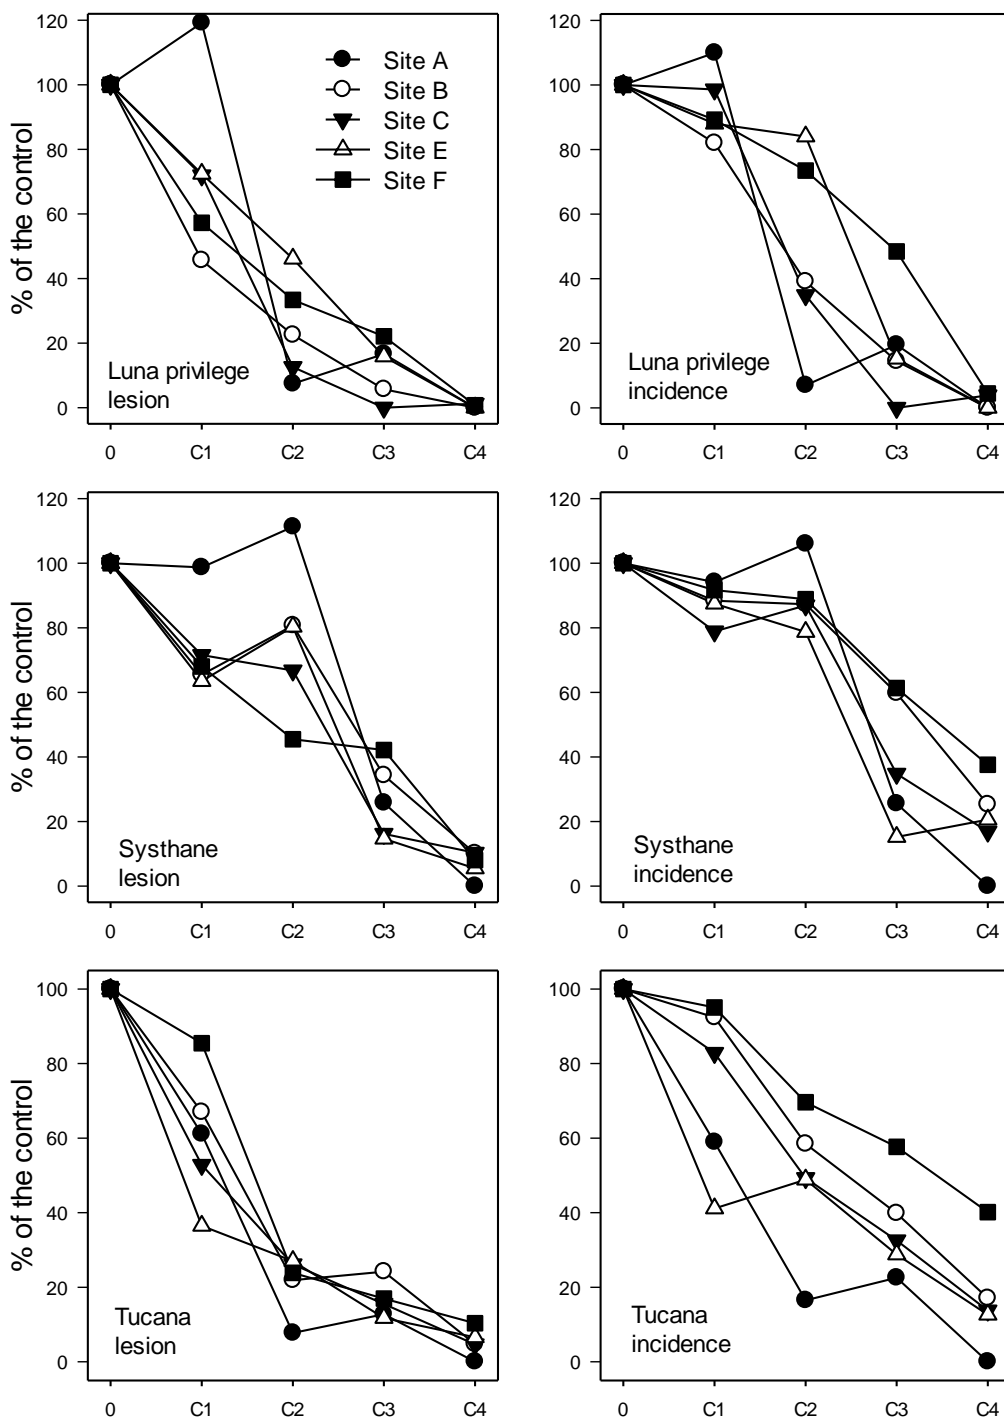 120
100
80
60
40
20
0
% of the control
Site A
Site B
Site C
Site E
Site F
Luna privilege
lesion
0 C1 C2 C3 C4
120
100
80
60
40
20
0
Luna privilege
incidence
0 C1 C2 C3 C4
120
100
80
60
40
20
0
% of the control
Systhane
lesion
0 C1 C2 C3 C4
120
100
80
60
40
20
0
Systhane
incidence
0 C1 C2 C3 C4
100
80
60
40
20
0
% of the control
Tucana
lesion
0 C1 C2 C3 C4
100
80
60
40
20
0
Tucana
incidence
0 C1 C2 C3 C4